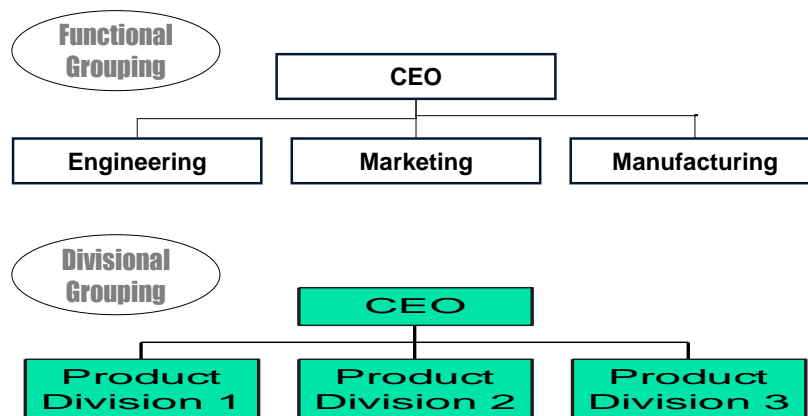 Functional
Grouping
CEO
Engineering
Marketing
Manufacturing
Divisional
Grouping
CEO
Product
Division 1
Product
Division 2
Product
Division 3